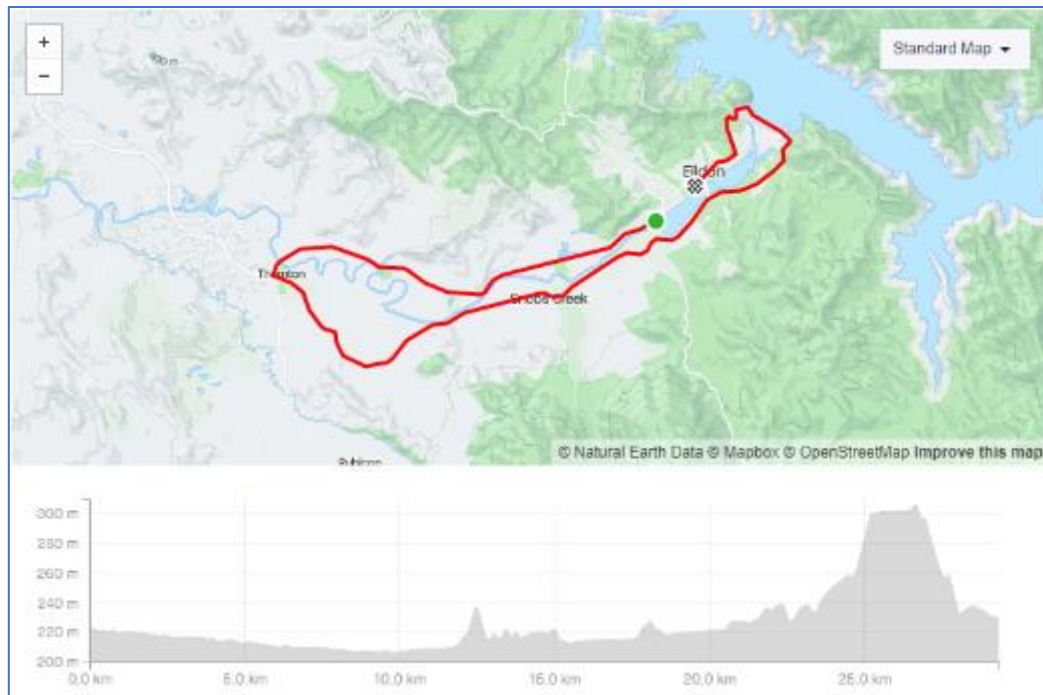 +
Standard Map
−
Eildon
Thornton
Snobs Creek
Rubicon
© Natural Earth Data © Mapbox © OpenStreetMap Improve this map
300 m
280 m
260 m
240 m
220 m
200 m
0.0 km 5.0 km 10.0 km 15.0 km 20.0 km 25.0 km